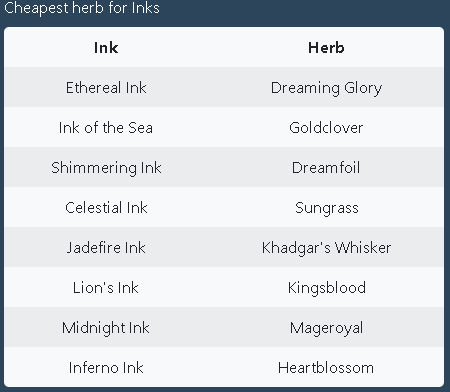 Cheapest herb for Inks
Ink Herb
Ethereal Ink Dreaming Glory
Ink of the Sea Goldclover
Shimmering Ink Dreamfoil
Celestial Ink Sungrass
Jadefire Ink Khadgar's Whisker
Lion's Ink Kingsblood
Midnight Ink Mageroyal
Inferno Ink Heartblossom